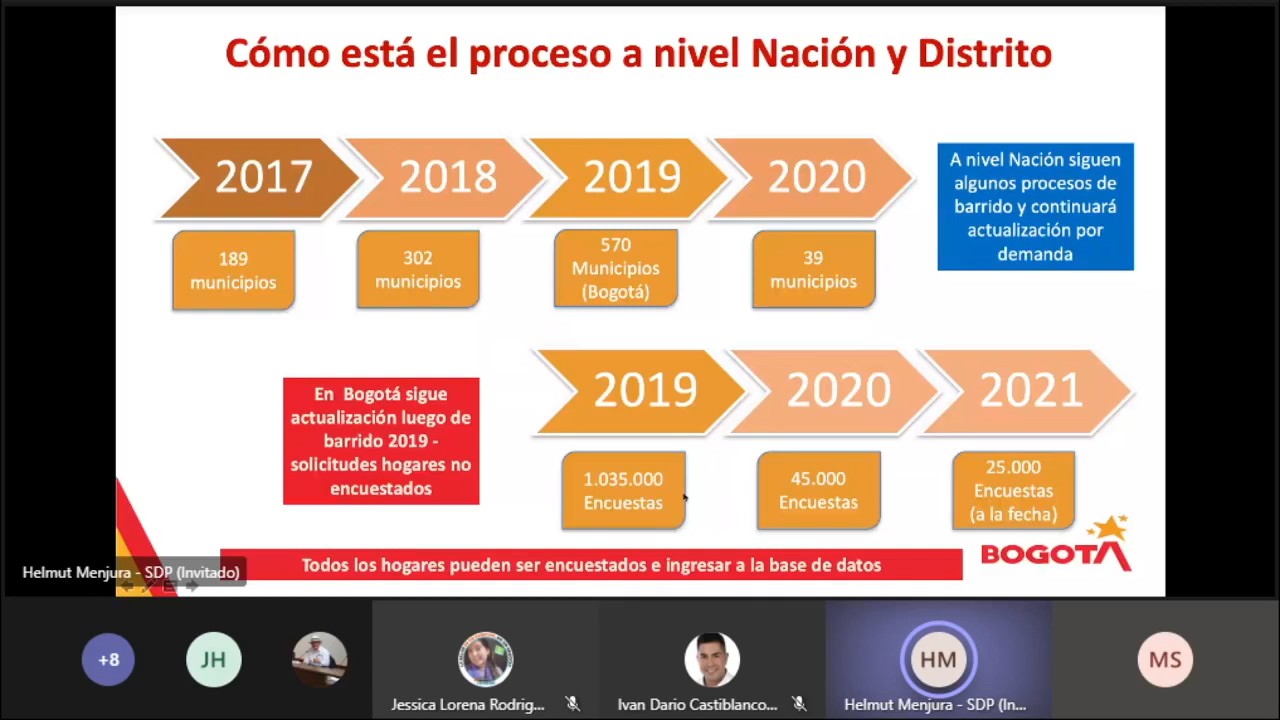 Cómo está el proceso a nivel Nación y Distrito
2017
2018
2019
2020
189
municipios
302
municipios
570
Municipios
(Bogotá)
39
municipios
A nivel Nación siguen
algunos procesos de
barrido y continuará
actualización por
demanda
En Bogotá sigue
actualización luego de
barrido 2019 -
solicitudes hogares no
encuestados
2019
2020
2021
1.035.000
Encuestas
45.000
Encuestas
25.000
Encuestas
(a la fecha)
BOGOTA
Todos los hogares pueden ser encuestados e ingresar a la base de datos
Helmut Menjura - SDP (Invitado)
+8
JH
HM
MS
Jessica Lorena Rodrig...
Ivan Dario Castiblanco...
Helmut Menjura - SDP (In...